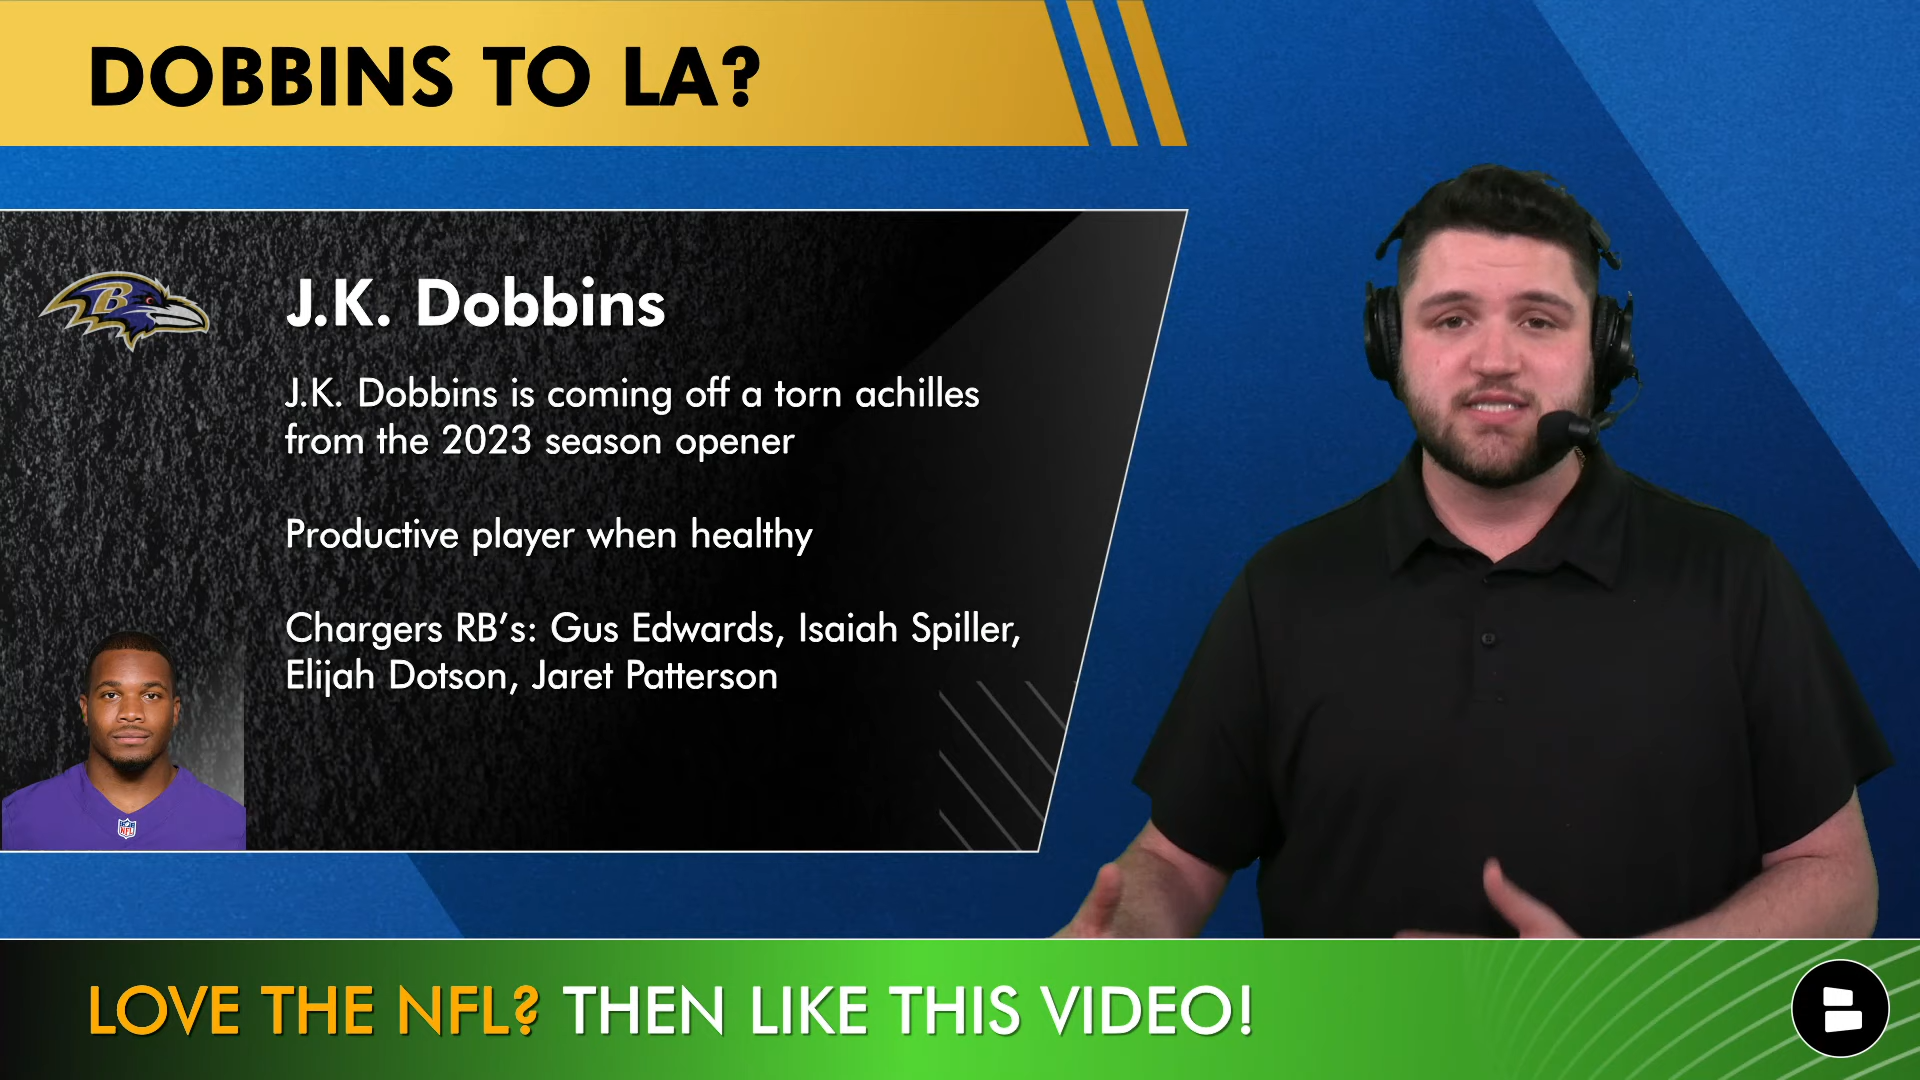 DOBBINS TO LA?
B
J.K. Dobbins
J.K. Dobbins is coming off a torn achilles
from the 2023 season opener
Productive player when healthy
Chargers RB’s: Gus Edwards, Isaiah Spiller,
Elijah Dotson, Jaret Patterson
NFL
LOVE THE NFL? THEN LIKE THIS VIDEO!